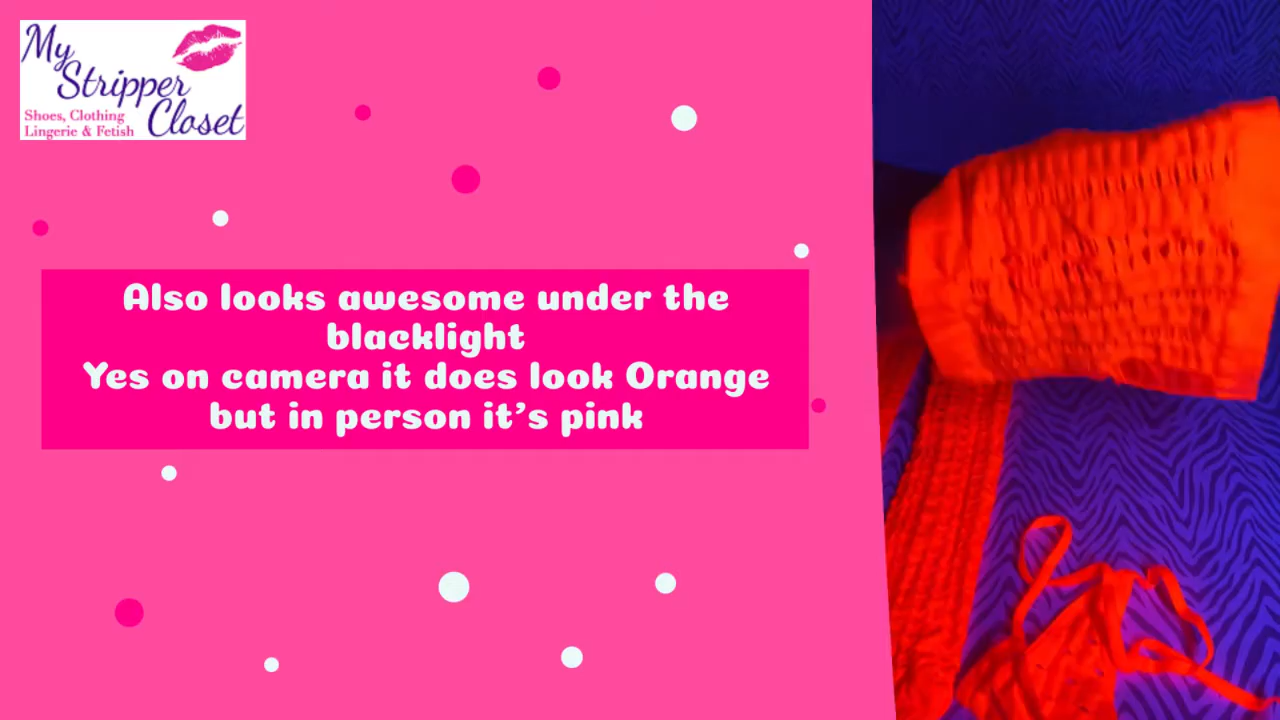 My
Stripper
Closet
Shoes, Clothing
Lingerie & Fetish
Also looks awesome under the
blacklight
Yes on camera it does look Orange
but in person it's pink